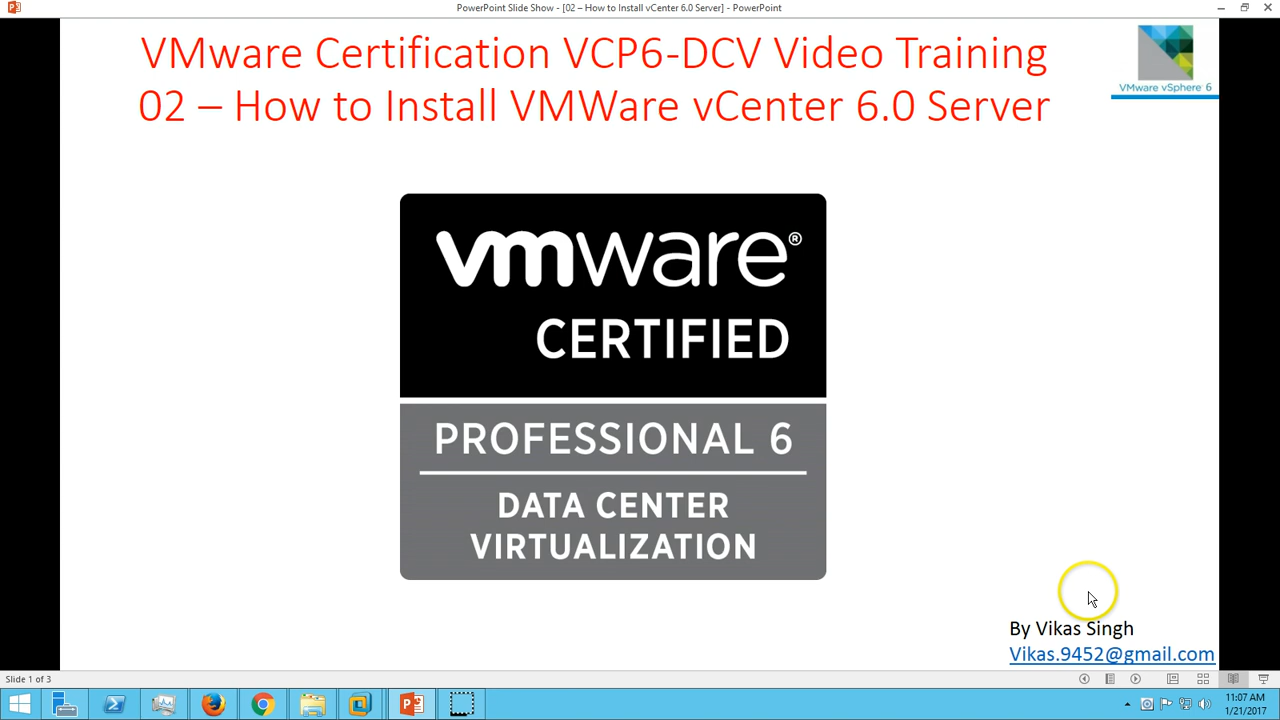 PowerPoint Slide Show - [02 – How to Install vCenter 6.0 Server] - PowerPoint
VMware Certification VCP6-DCV Video Training
02 – How to Install VMWare vCenter 6.0 Server
VMware vSphere 6
vmware®
CERTIFIED
PROFESSIONAL 6
DATA CENTER
VIRTUALIZATION
By Vikas Singh
Vikas.9452@gmail.com
Slide 1 of 3
11:07 AM
1/21/2017